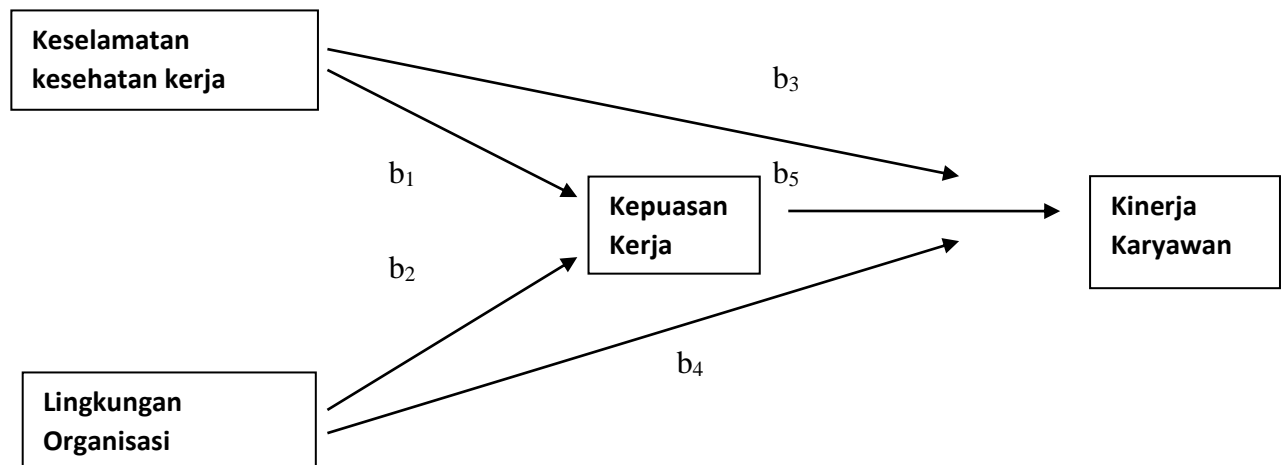 Keselamatan
kesehatan kerja
b₃
b₁
b₅
Kepuasan
Kerja
Kinerja
Karyawan
b₂
b₄
Lingkungan
Organisasi